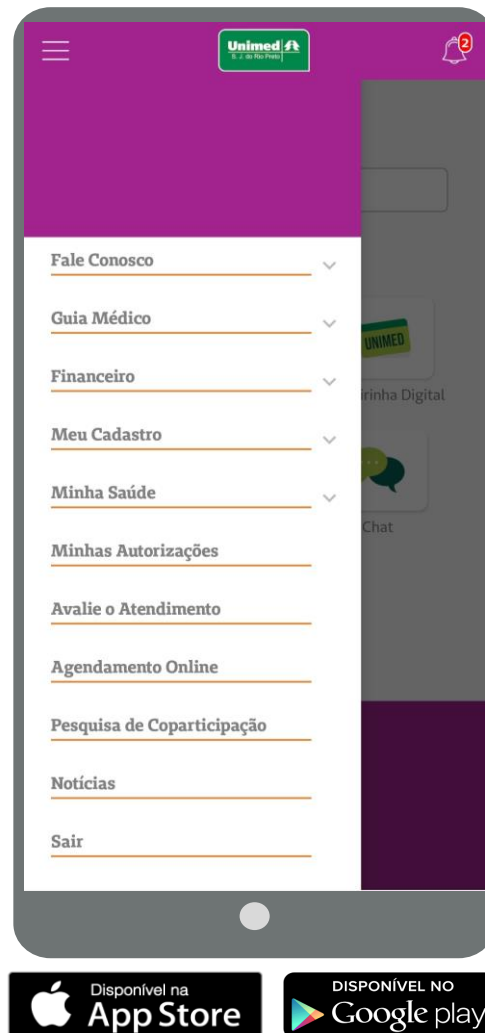 Unimed
S. J. do Rio Preto
2
Fale Conosco
Guia Médico
UNIMED
Financeiro
irinha Digital
Meu Cadastro
Minha Saúde
Chat
Minhas Autorizações
Avalie o Atendimento
Agendamento Online
Pesquisa de Coparticipação
Notícias
Sair
Disponível na
App Store
DISPONÍVEL NO
Google play